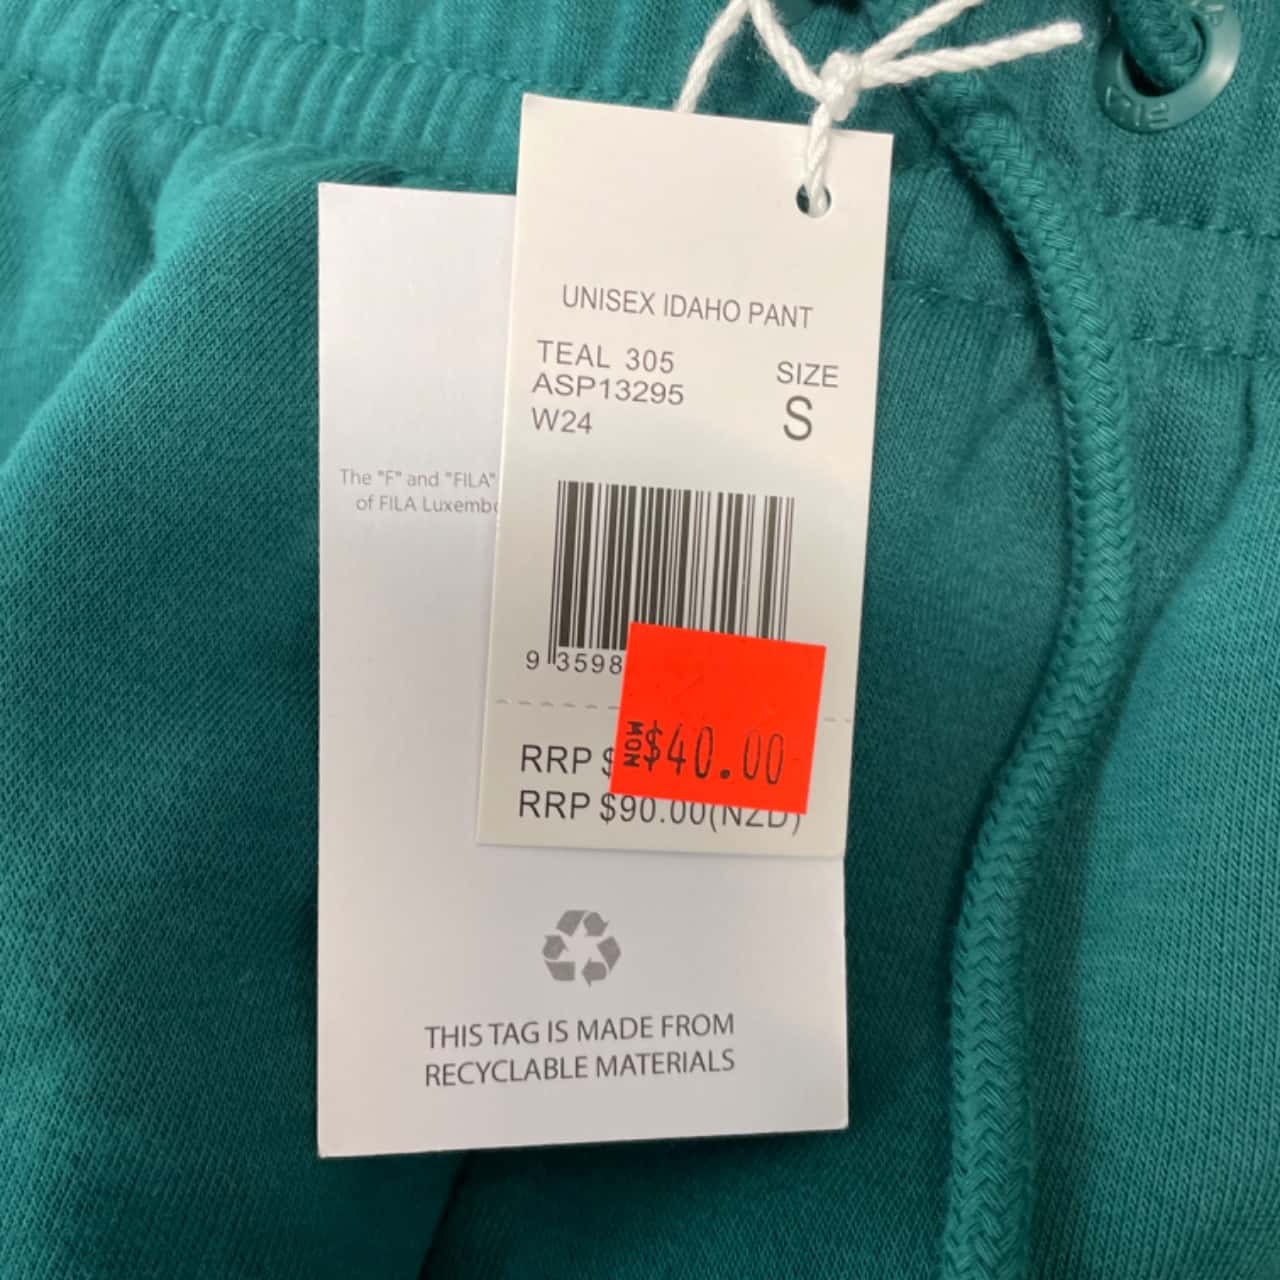 UNISEX IDAHO PANT
TEAL 305
ASP13295
W24
SIZE
S
The "F" and "FILA"
of FILA Luxembo
9 3598
MON
$40.00
RRP $
RRP $90.00(NZD)
THIS TAG IS MADE FROM
RECYCLABLE MATERIALS